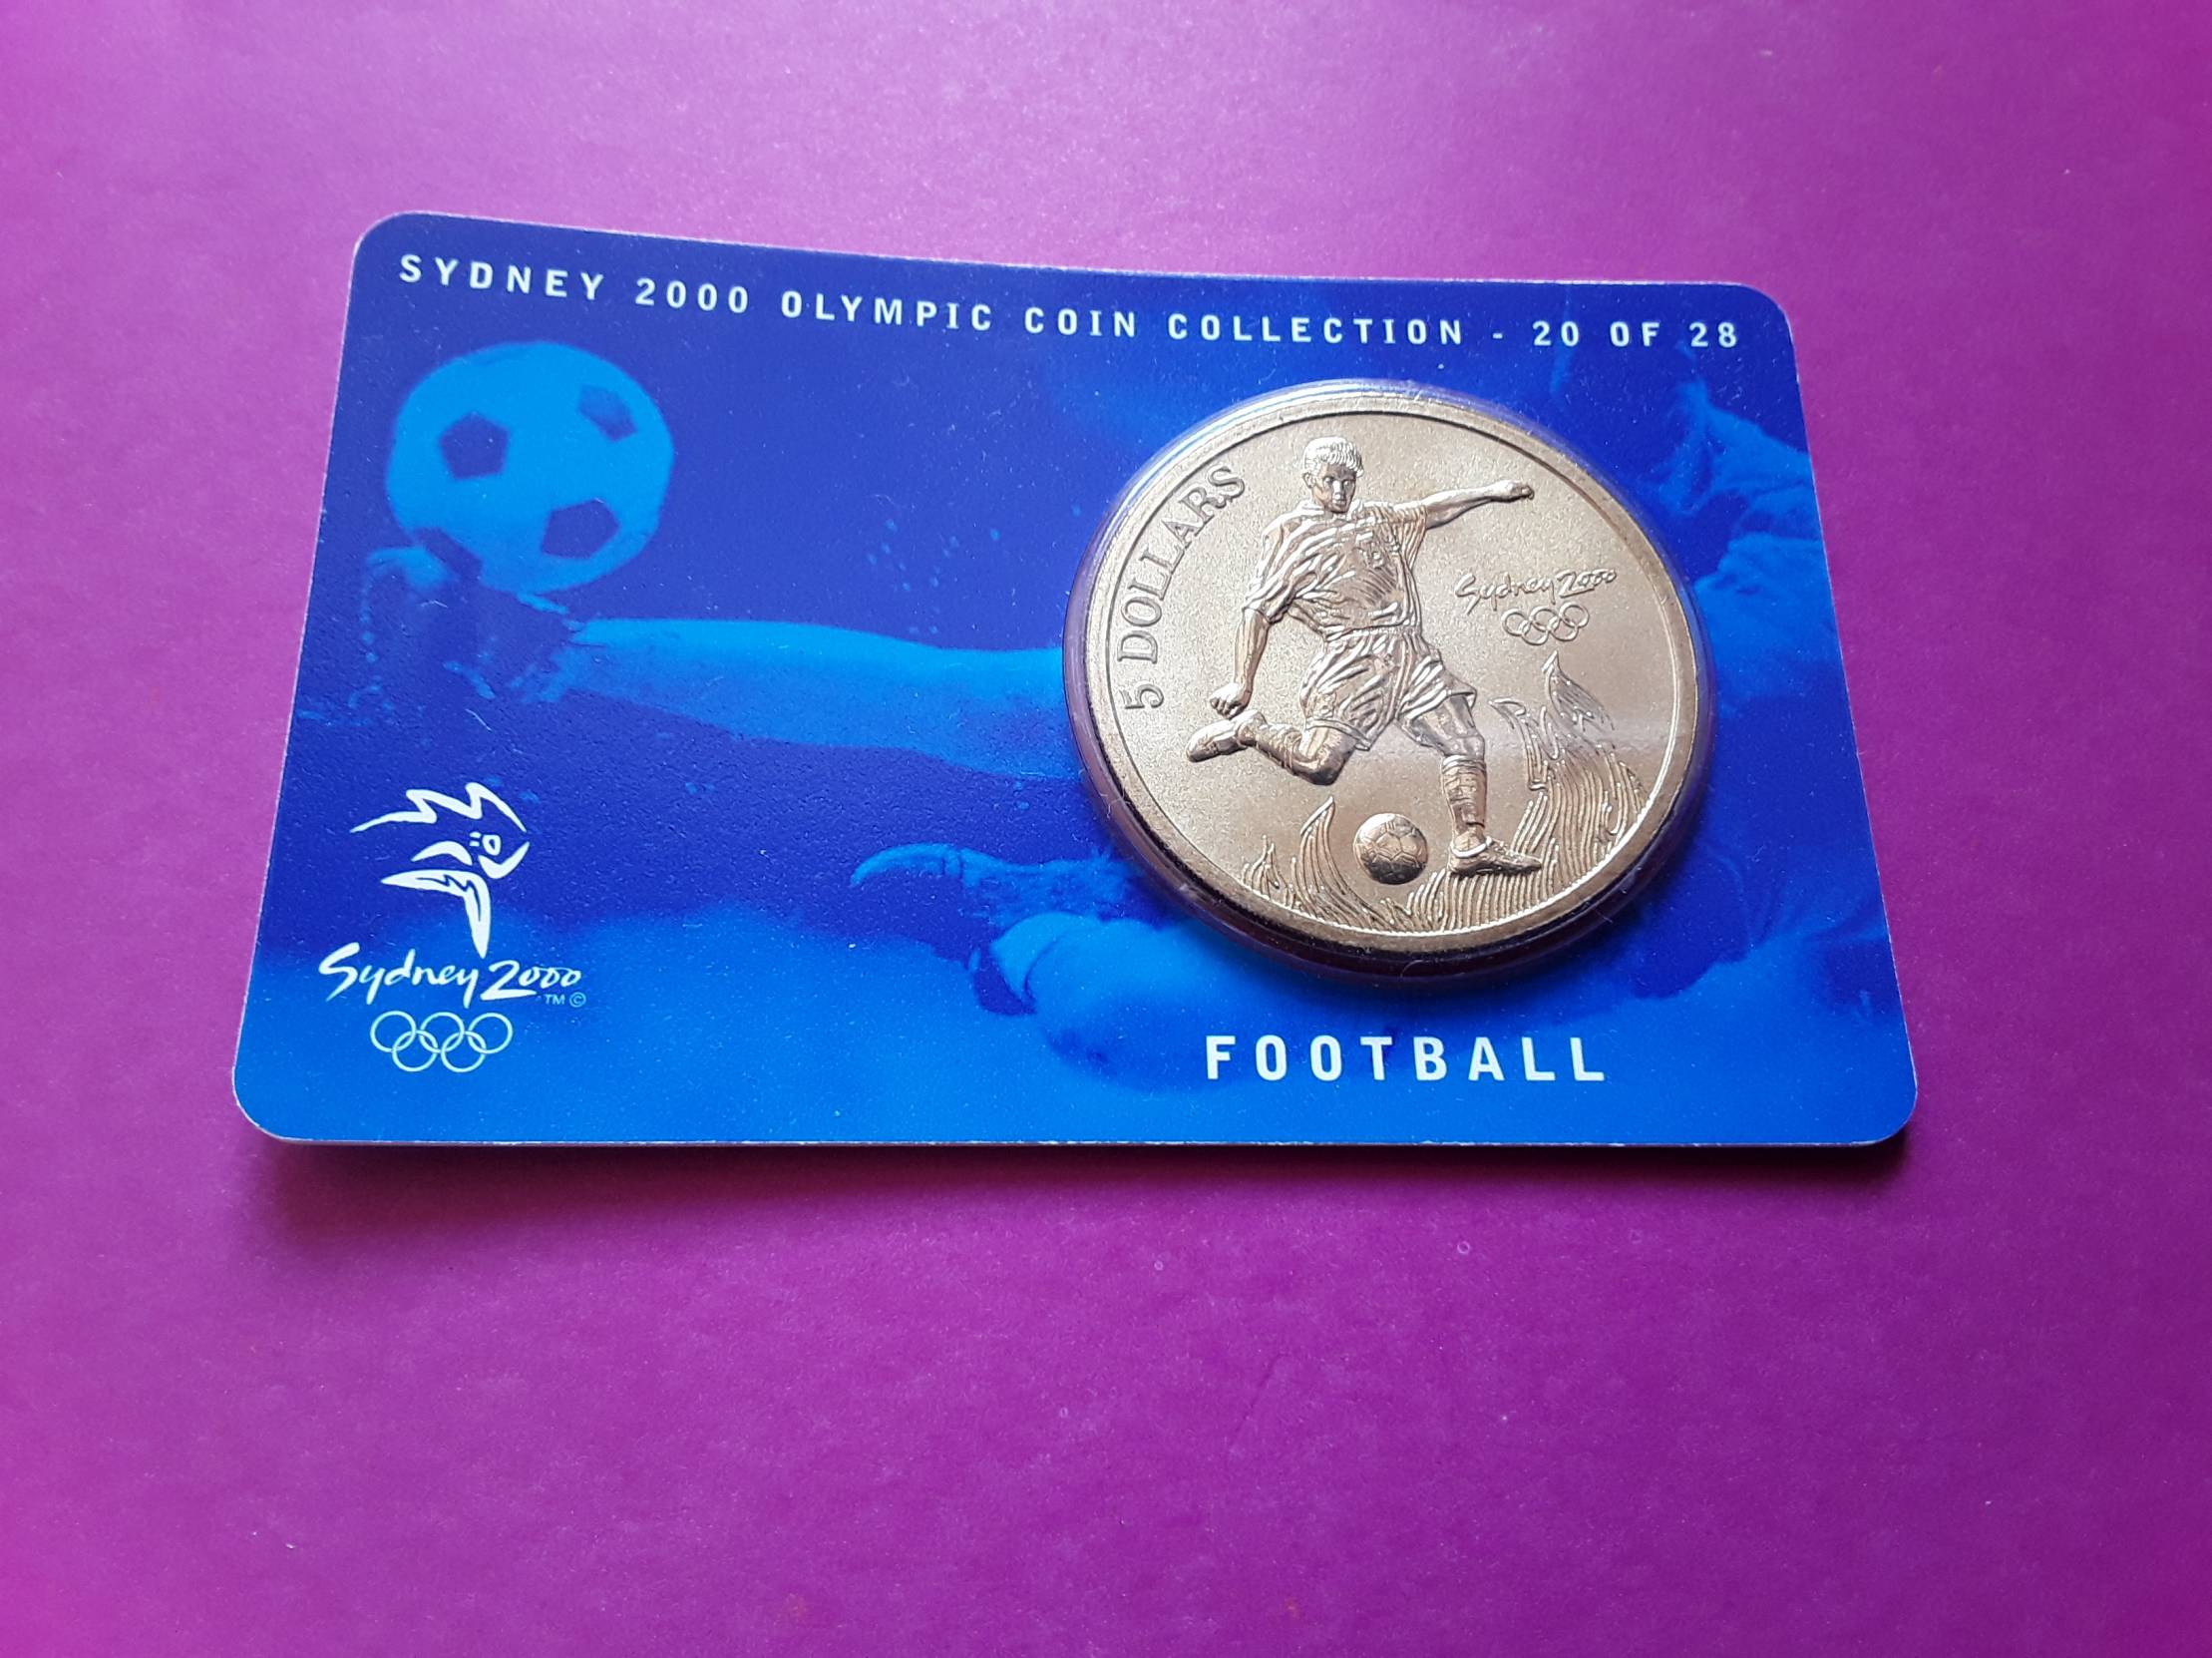 SYDNEY 2000 OLYMPIC COIN COLLECTION - 20 OF 28
5 DOLLARS
Sydney 2000
Sydney 2000
TM ©
FOOTBALL